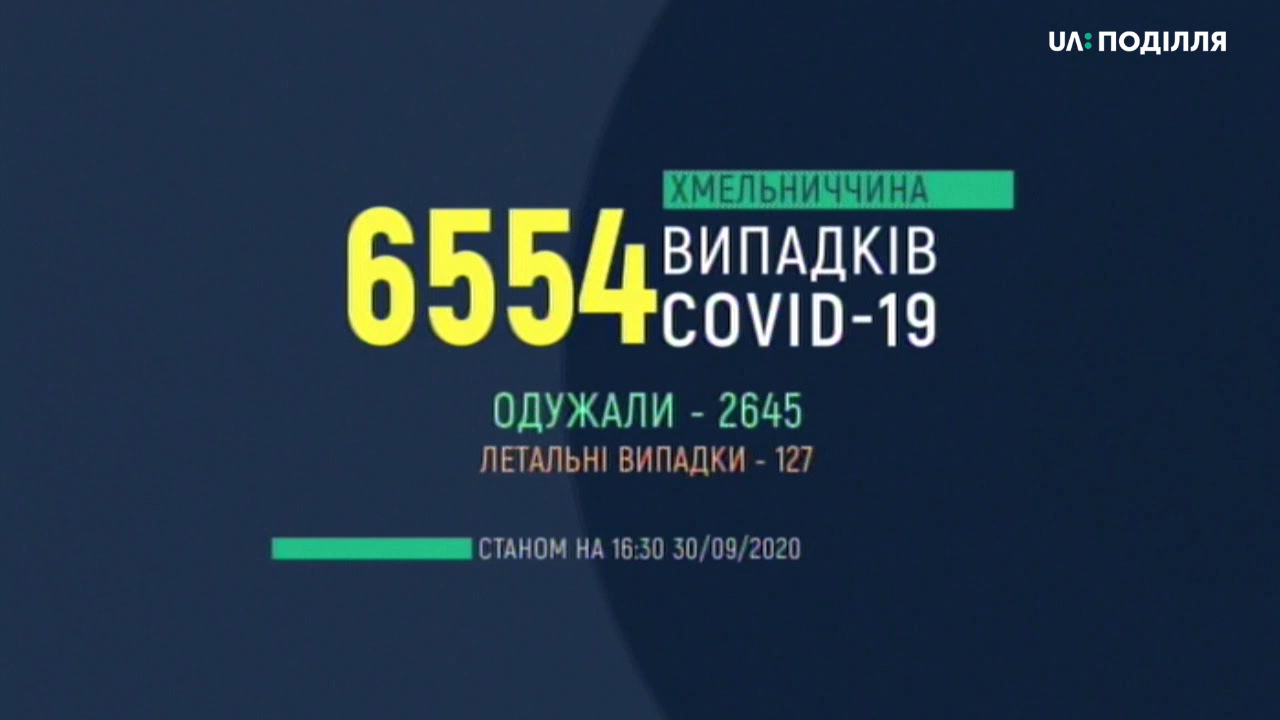 UA: ПОДІЛЛЯ
ХМЕЛЬНИЧЧИНА
6554 ВИПАДКІВ
COVID-19
ОДУЖАЛИ - 2645
ЛЕТАЛЬНІ ВИПАДКИ - 127
СТАНОМ НА 16:30 30/09/2020